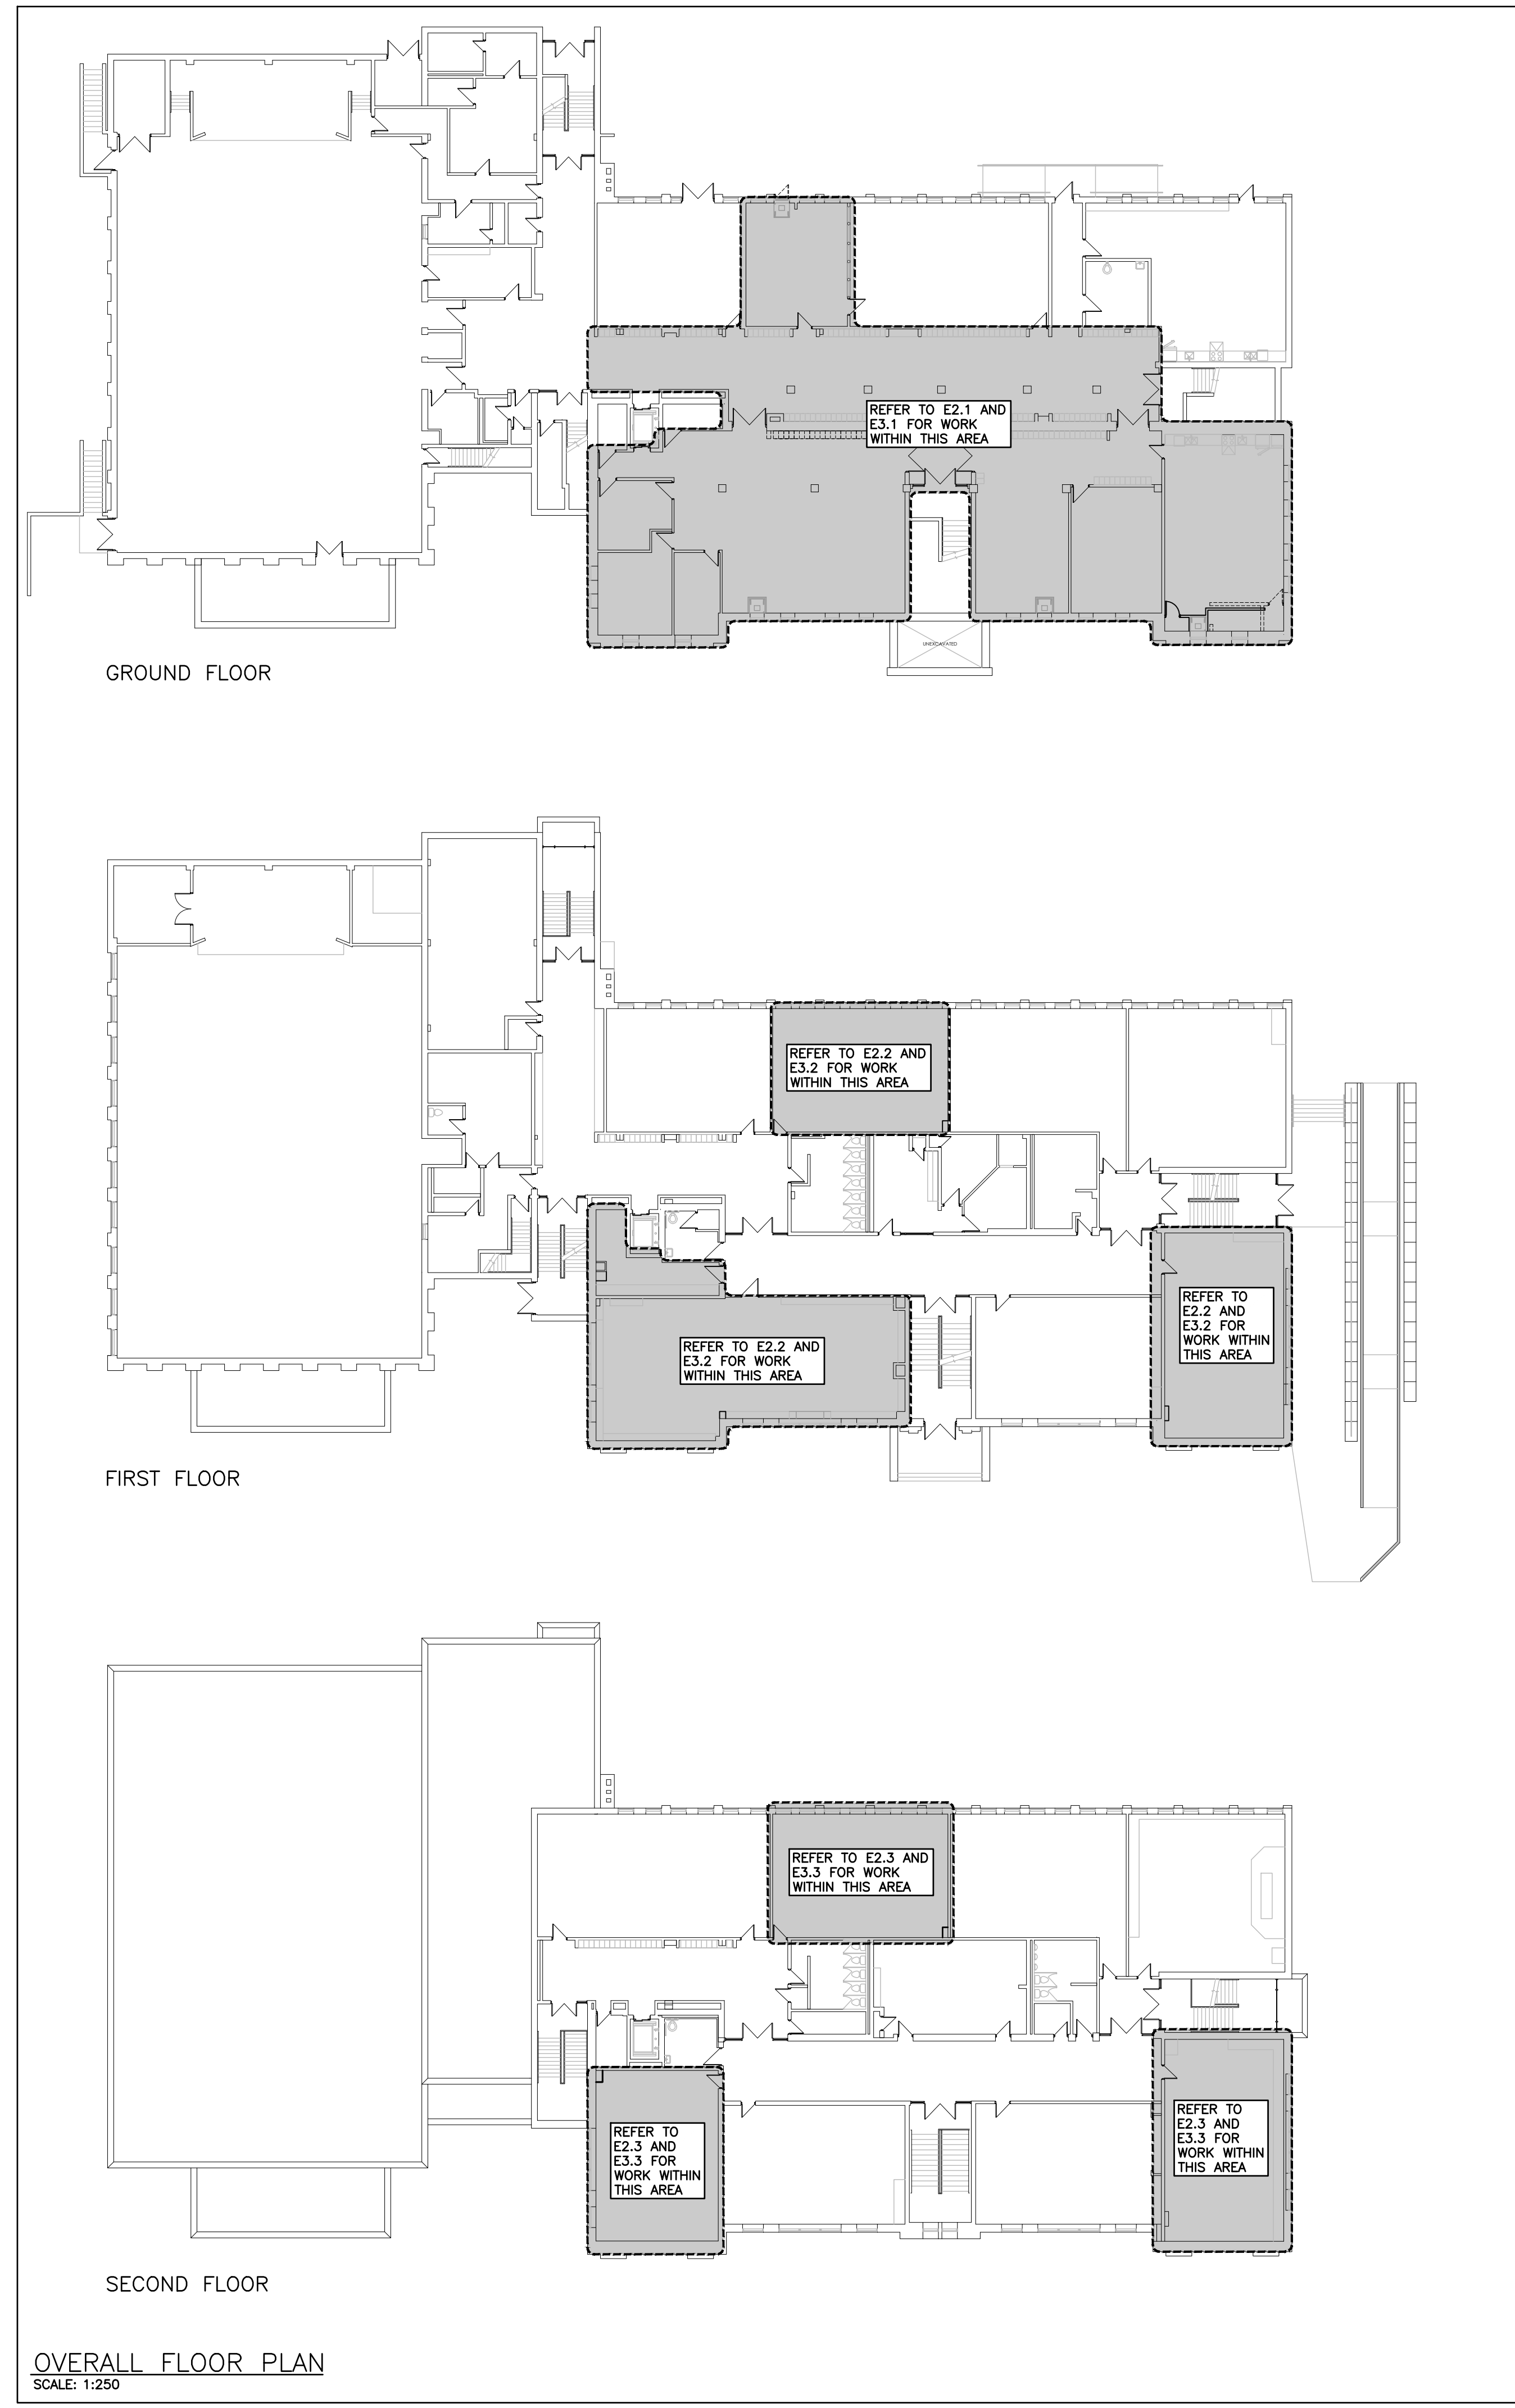 REFER TO E2.1 AND
E3.1 FOR WORK
WITHIN THIS AREA
UNEXCAVATED
GROUND FLOOR
REFER TO E2.2 AND
E3.2 FOR WORK
WITHIN THIS AREA
REFER TO
E2.2 AND
E3.2 FOR
WORK WITHIN
THIS AREA
REFER TO E2.2 AND
E3.2 FOR WORK
WITHIN THIS AREA
FIRST FLOOR
REFER TO E2.3 AND
E3.3 FOR WORK
WITHIN THIS AREA
REFER TO
E2.3 AND
E3.3 FOR
WORK WITHIN
THIS AREA
REFER TO
E2.3 AND
E3.3 FOR
WORK WITHIN
THIS AREA
SECOND FLOOR
OVERALL FLOOR PLAN
SCALE: 1:250